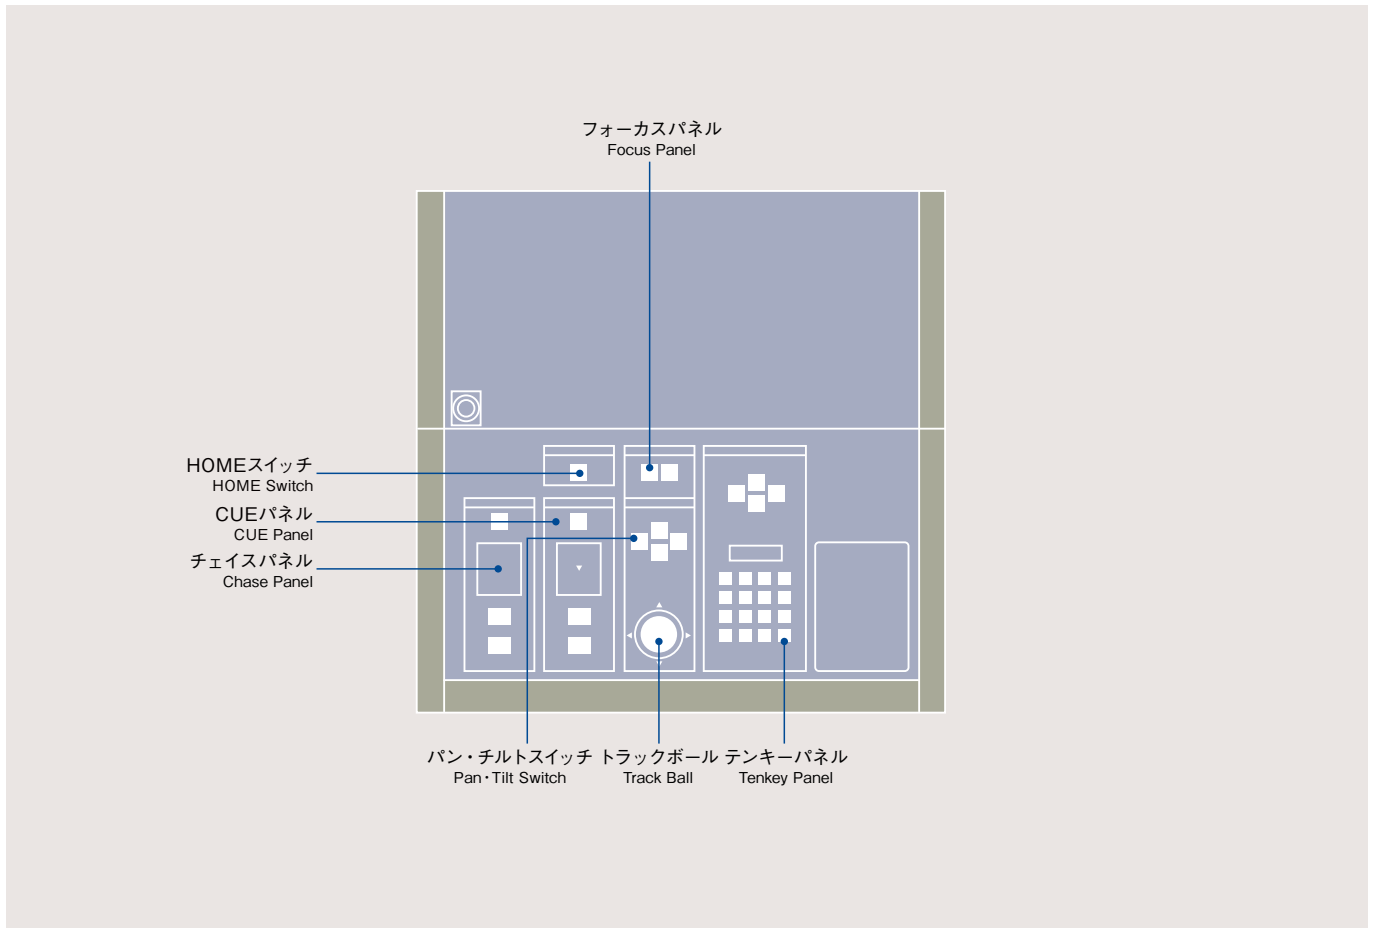 フォーカスパネル
Focus Panel
HOMEスイッチ
HOME Switch
CUEパネル
CUE Panel
チェイスパネル
Chase Panel
パン・チルトスイッチ
Pan・Tilt Switch
トラックボール
Track Ball
テンキーパネル
Tenkey Panel